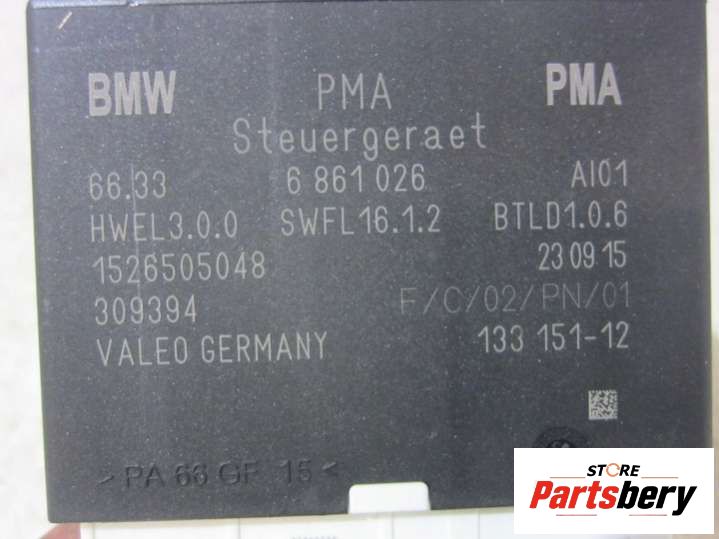 BMW PMA PMA
Steuergeraet
66.33 6 861 026 AI01
HWEL3.0.0 SWFL16.1.2 BTLD1.0.6
1526505048 23 09 15
309394 F/C/02/PN/01
VALEO GERMANY 133 151-12
> PA 66 GF 15 <
STORE
Partsbery